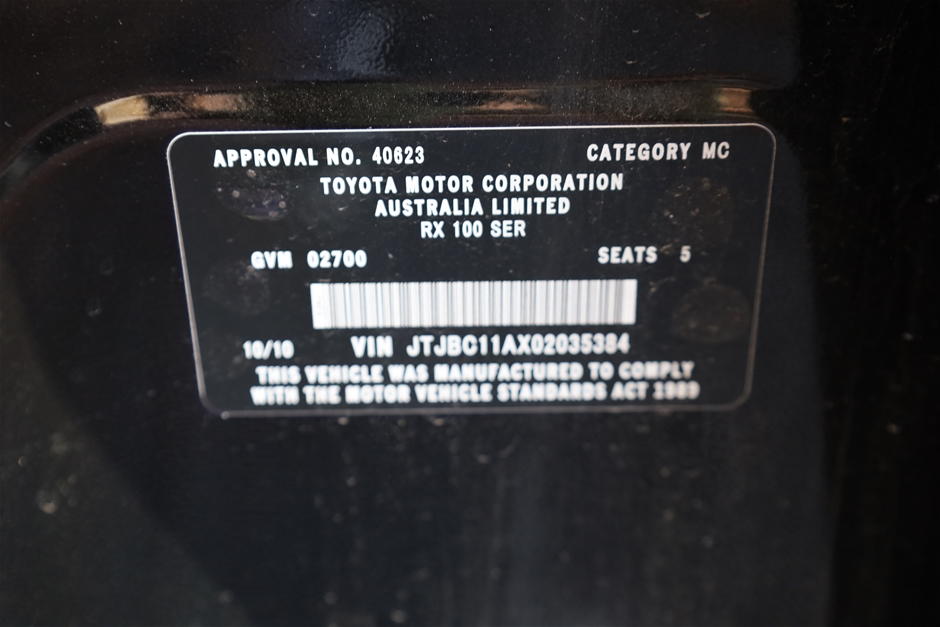 APPROVAL NO. 40623 CATEGORY MC
TOYOTA MOTOR CORPORATION
AUSTRALIA LIMITED
RX 100 SER
GVM 02700 SEATS 5
10/10 VIN JTJBC11AX02035384
THIS VEHICLE WAS MANUFACTURED TO COMPLY
WITH THE MOTOR VEHICLE STANDARDS ACT 1989